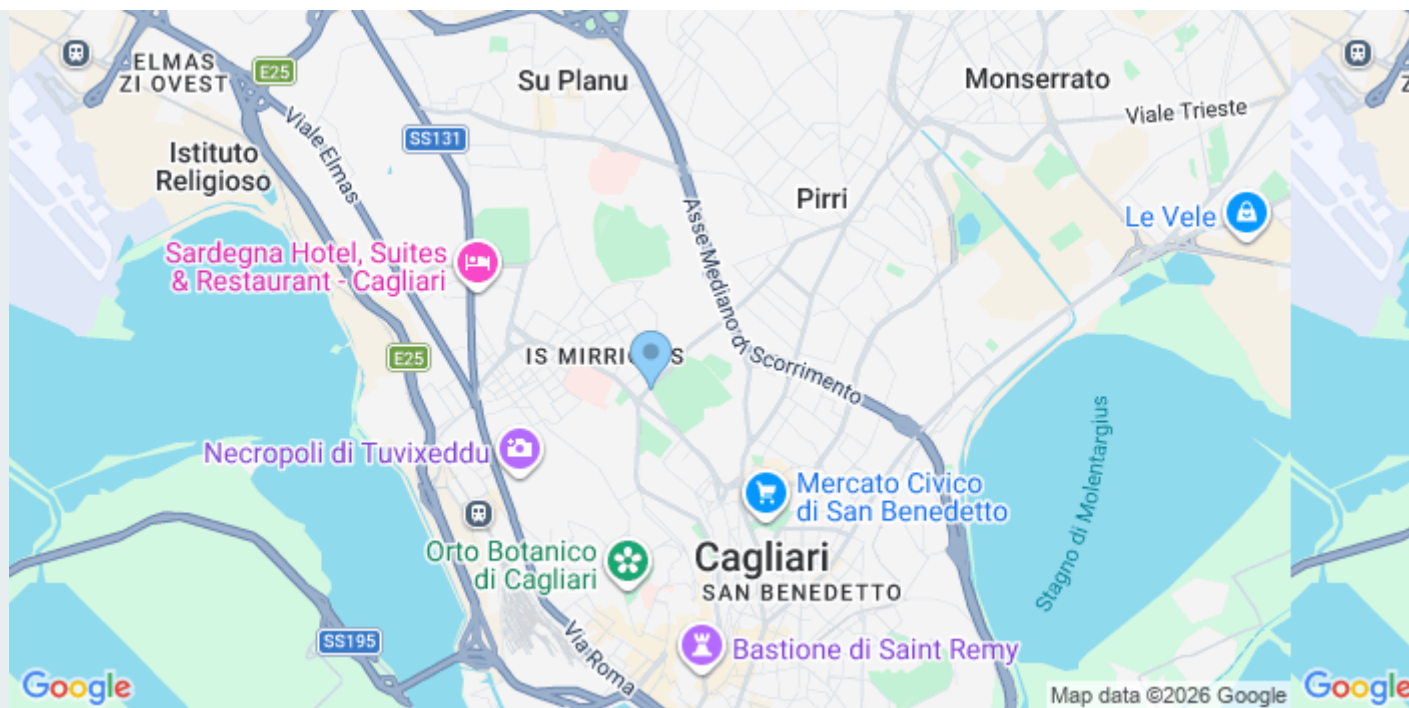 ELMAS
ZI OVEST
E25
Su Planu
Monserrato
Viale Trieste
Viale Elmas
SS131
Istituto
Religioso
Pirri
Le Vele
Asse Mediano di Scorrimento
Sardegna Hotel, Suites
& Restaurant - Cagliari
E25
Necropoli di Tuvixeddu
Mercato Civico
di San Benedetto
Stagno di Molentargius
Orto Botanico
di Cagliari
Cagliari
SAN BENEDETTO
SS195
Via Roma
Bastione di Saint Remy
Google
Map data ©2026 Google
Google